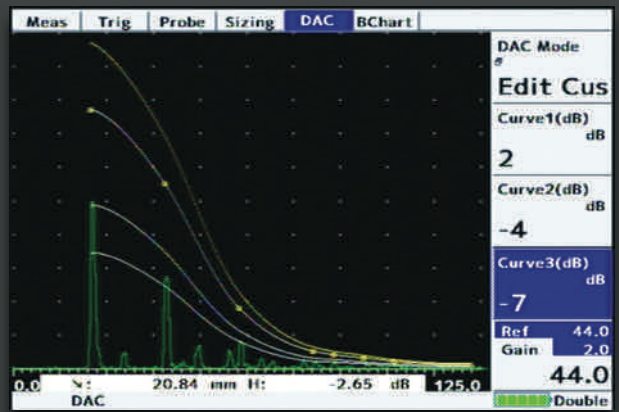 Meas Trig Probe Sizing DAC BChart
DAC Mode
Edit Cus
Curve1(dB)
dB
2
Curve2(dB)
dB
-4
Curve3(dB)
dB
-7
Ref 44.0
Gain 2.0
44.0
0.0 ↘: 20.84 mm H: -2.65 dB 125.0
DAC Double